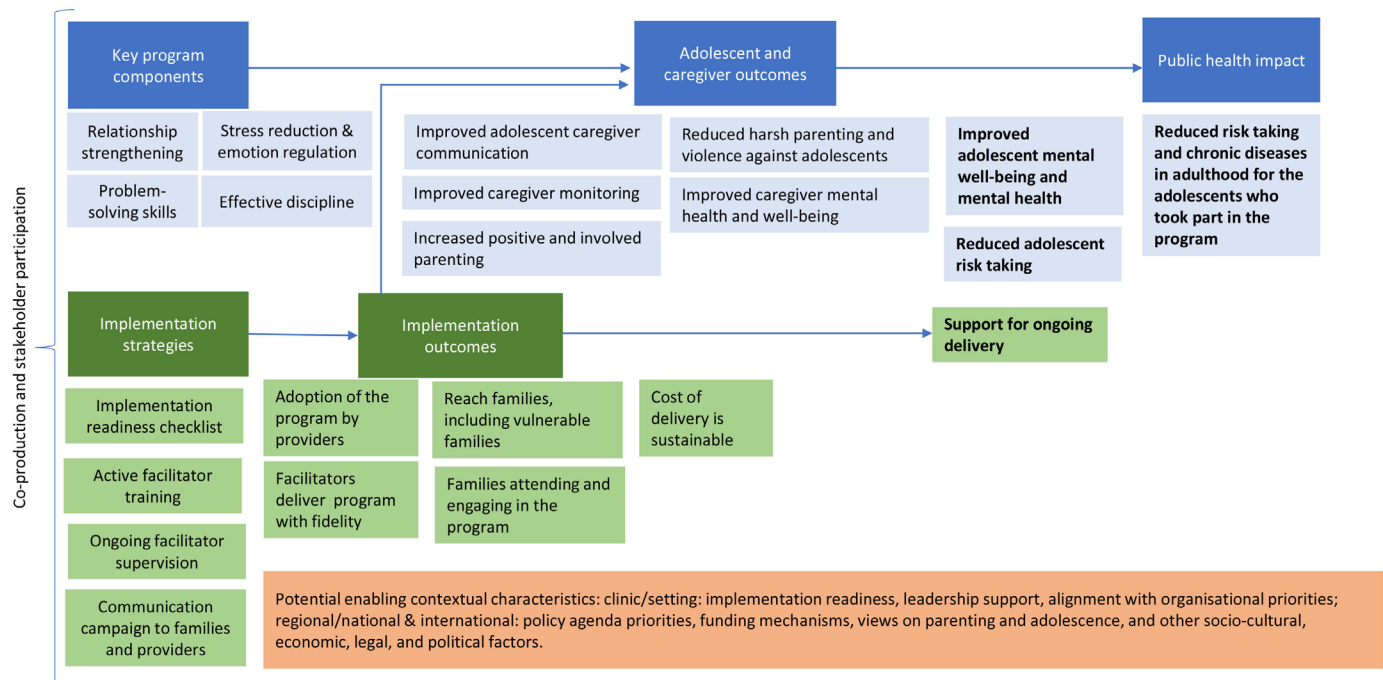 Co-production and stakeholder participation
Key program
components
Adolescent and
caregiver outcomes
Public health impact
Relationship
strengthening
Stress reduction &
emotion regulation
Problem-
solving skills
Effective discipline
Improved adolescent caregiver
communication
Improved caregiver monitoring
Increased positive and involved
parenting
Reduced harsh parenting and
violence against adolescents
Improved caregiver mental
health and well-being
Improved
adolescent mental
well-being and
mental health
Reduced adolescent
risk taking
Reduced risk taking
and chronic diseases
in adulthood for the
adolescents who
took part in the
program
Implementation
strategies
Implementation
outcomes
Support for ongoing
delivery
Implementation
readiness checklist
Active facilitator
training
Ongoing facilitator
supervision
Communication
campaign to families
and providers
Adoption of the
program by
providers
Facilitators
deliver program
with fidelity
Reach families,
including vulnerable
families
Families attending and
engaging in the
program
Cost of
delivery is
sustainable
Potential enabling contextual characteristics: clinic/setting: implementation readiness, leadership support, alignment with organisational priorities;
regional/national & international: policy agenda priorities, funding mechanisms, views on parenting and adolescence, and other socio-cultural,
economic, legal, and political factors.